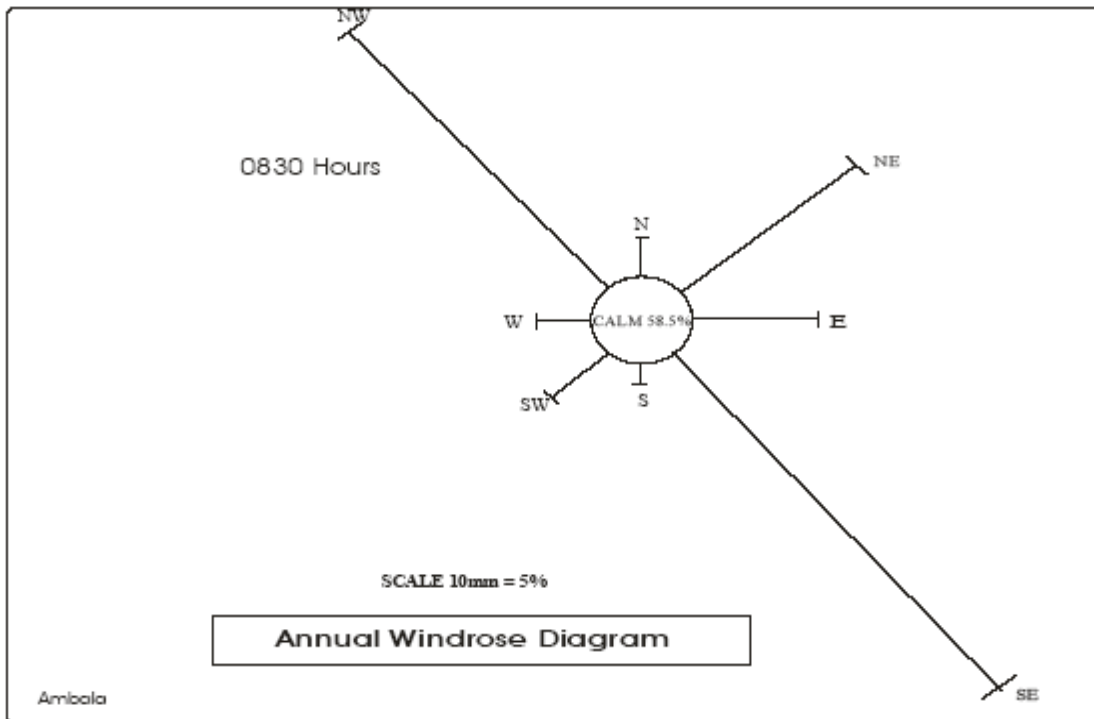 NW
0830 Hours
NE
N
W
CALM 58.5%
E
SW
S
SCALE 10mm = 5%
Annual Windrose Diagram
Ambala
SE